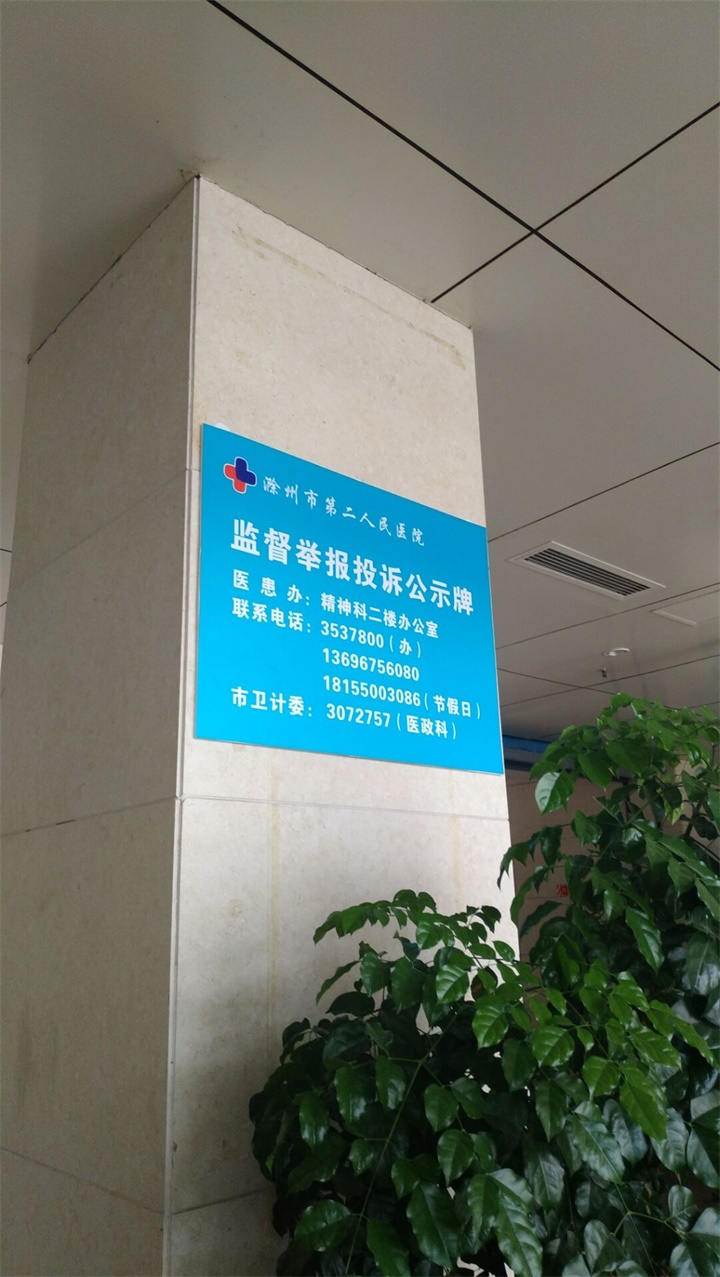 滁州市第二人民医院
监督举报投诉公示牌
医 患 办：精神科二楼办公室
联系电话：3537800（办）
13696756080
18155003086（节假日）
市卫计委：3072757（医政科）